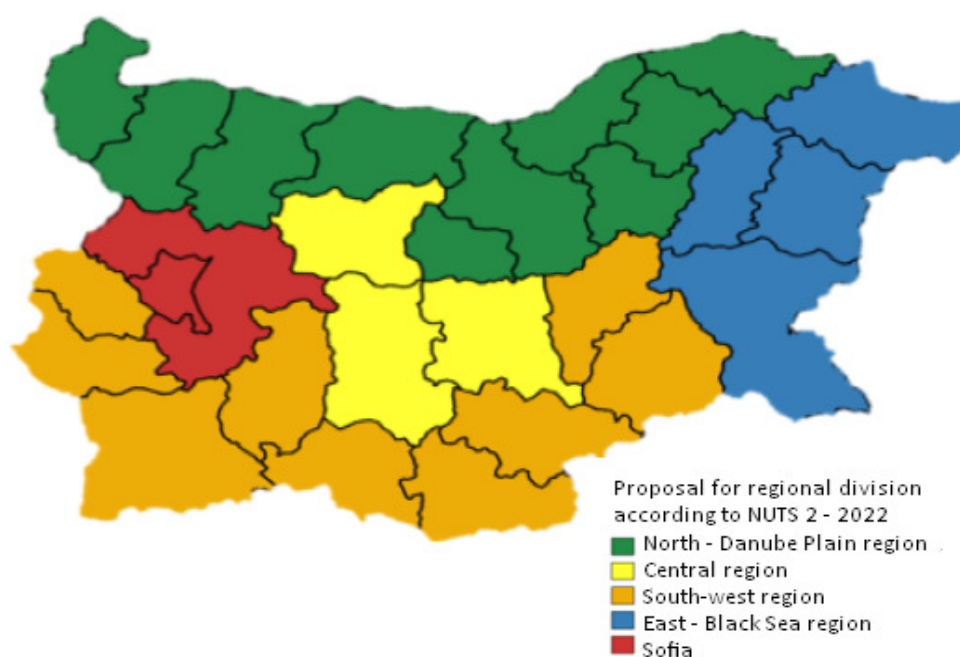 Proposal for regional division
according to NUTS 2 - 2022
North - Danube Plain region
Central region
South-west region
East - Black Sea region
Sofia